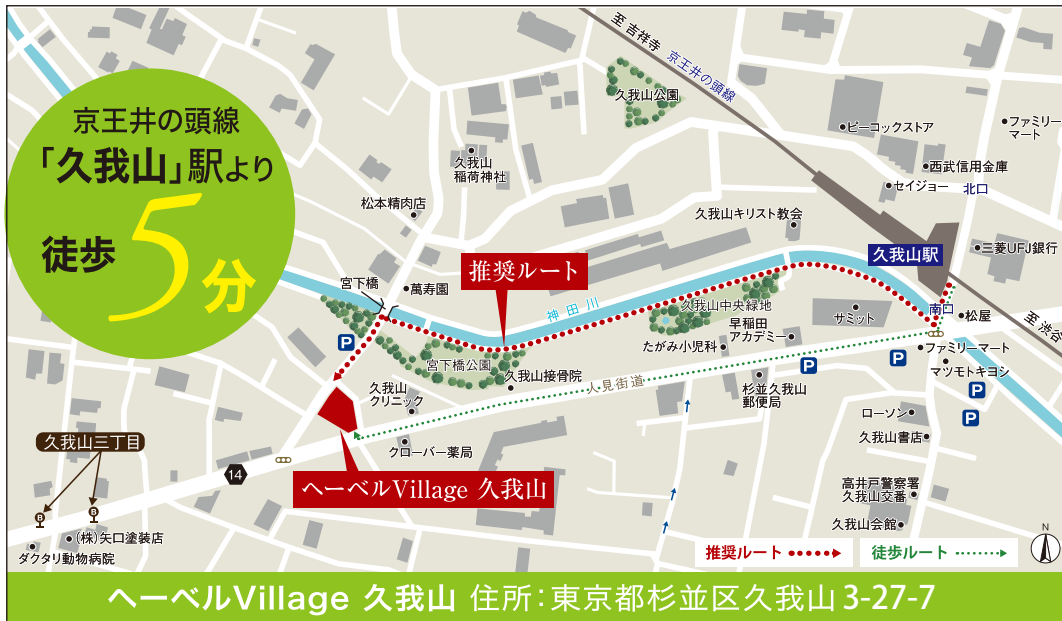 京王井の頭線
「久我山」駅より
徒歩5分
至 吉祥寺
京王井の頭線
久我山公園
ピーコックストア
ファミリー
マート
西武信用金庫
セイジョー
北口
久我山
稲荷神社
松本精肉店
久我山キリスト教会
三菱UFJ銀行
久我山駅
推奨ルート
宮下橋
萬寿園
神田川
久我山中央緑地
サミット
南口
松屋
至 渋谷
早稲田
アカデミー
たがみ小児科
ファミリーマート
マツモトキヨシ
P
P
P
P
P
宮下橋公園
久我山接骨院
人見街道
杉並久我山
郵便局
久我山
クリニック
ローソン
久我山書店
クローバー薬局
久我山三丁目
14
ヘーベルVillage 久我山
高井戸警察署
久我山交番
久我山会館
B
B
(株)矢口塗装店
ダクタリ動物病院
推奨ルート
徒歩ルート
N
ヘーベルVillage 久我山 住所:東京都杉並区久我山3-27-7